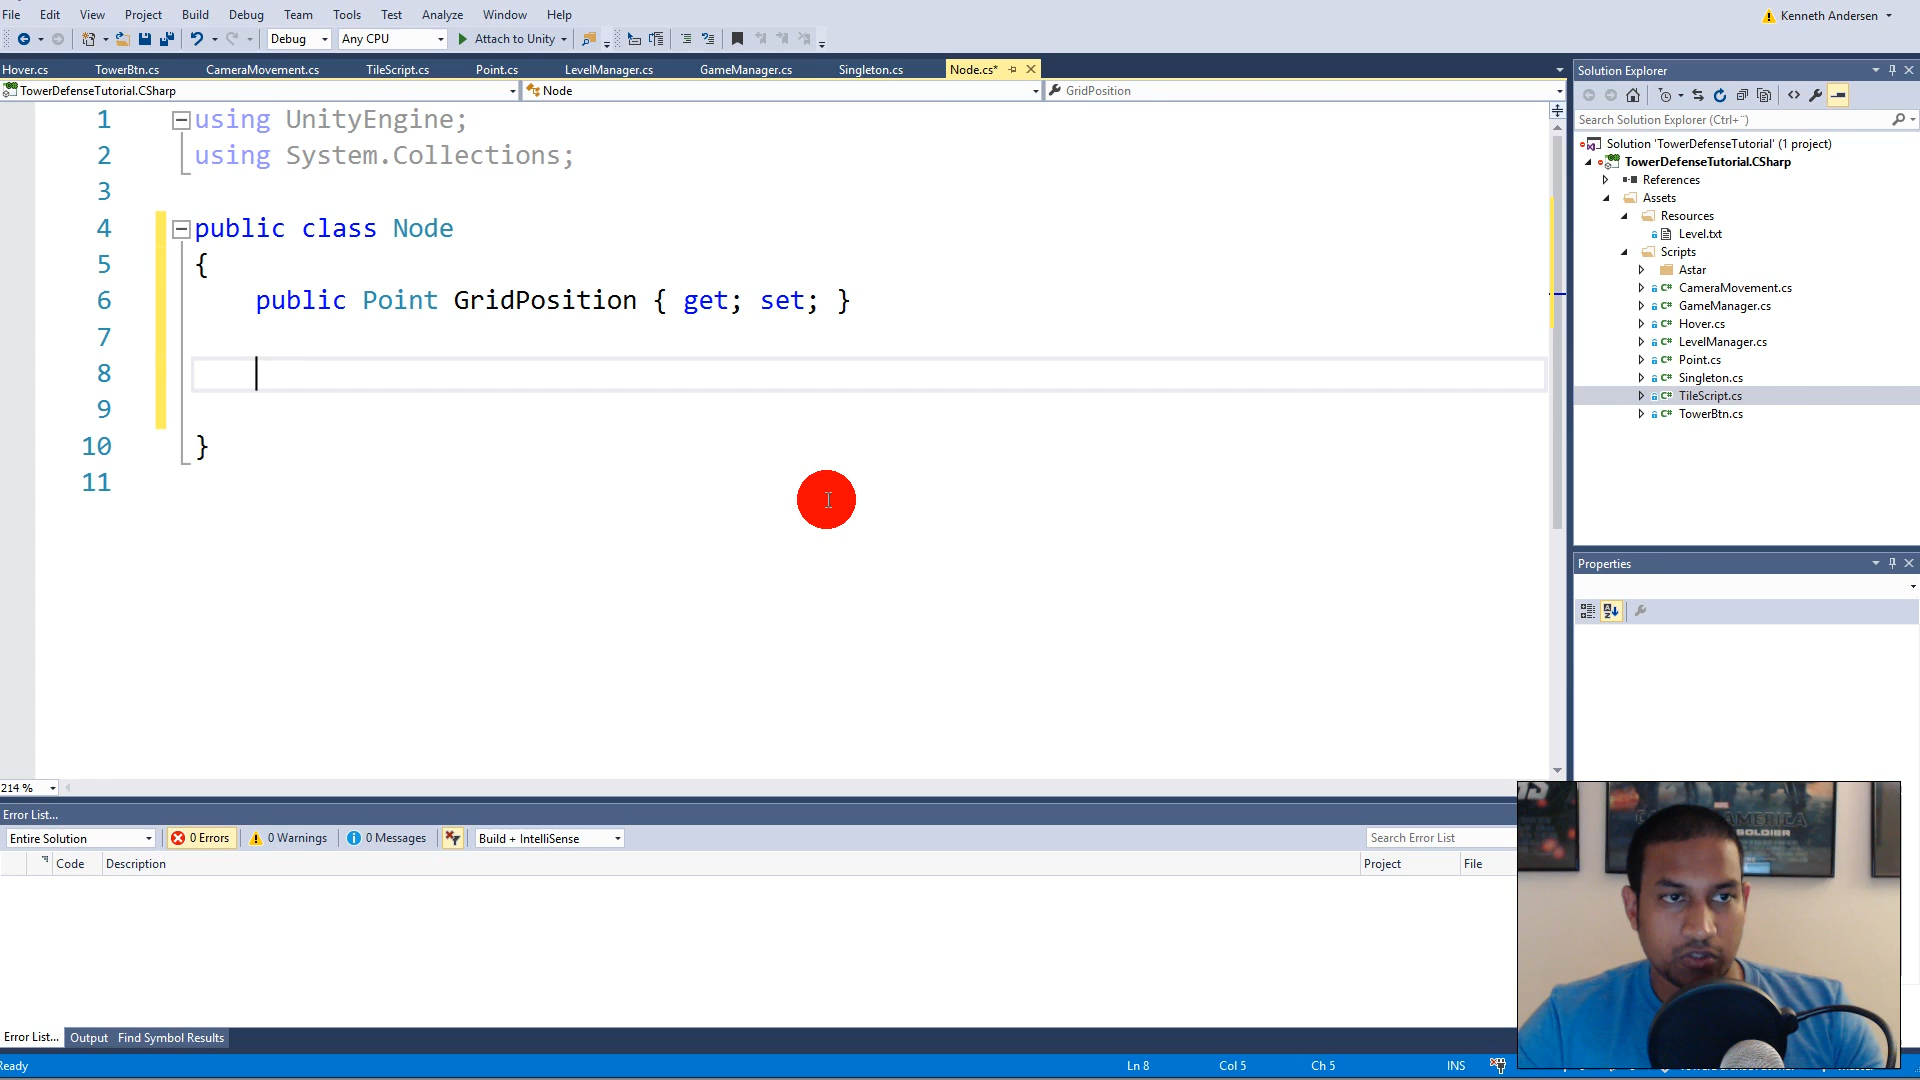 File Edit View Project Build Debug Team Tools Test Analyze Window Help Kenneth Andersen
Debug Any CPU Attach to Unity
Hover.cs TowerBtn.cs CameraMovement.cs TileScript.cs Point.cs LevelManager.cs GameManager.cs Singleton.cs Node.cs*
TowerDefenseTutorial.CSharp Node GridPosition
1 using UnityEngine;
2 using System.Collections;
3
4 public class Node
5 {
6 public Point GridPosition { get; set; }
7
8
9
10 }
11
214 %
Solution Explorer
Search Solution Explorer (Ctrl+¨)
Solution 'TowerDefenseTutorial' (1 project)
TowerDefenseTutorial.CSharp
References
Assets
Resources
Level.txt
Scripts
Astar
CameraMovement.cs
GameManager.cs
Hover.cs
LevelManager.cs
Point.cs
Singleton.cs
TileScript.cs
TowerBtn.cs
Properties
Error List...
Entire Solution 0 Errors 0 Warnings 0 Messages Build + IntelliSense Search Error List
Code Description Project File
Error List... Output Find Symbol Results
Ready Ln 8 Col 5 Ch 5 INS
MARVEL
SOLDIER